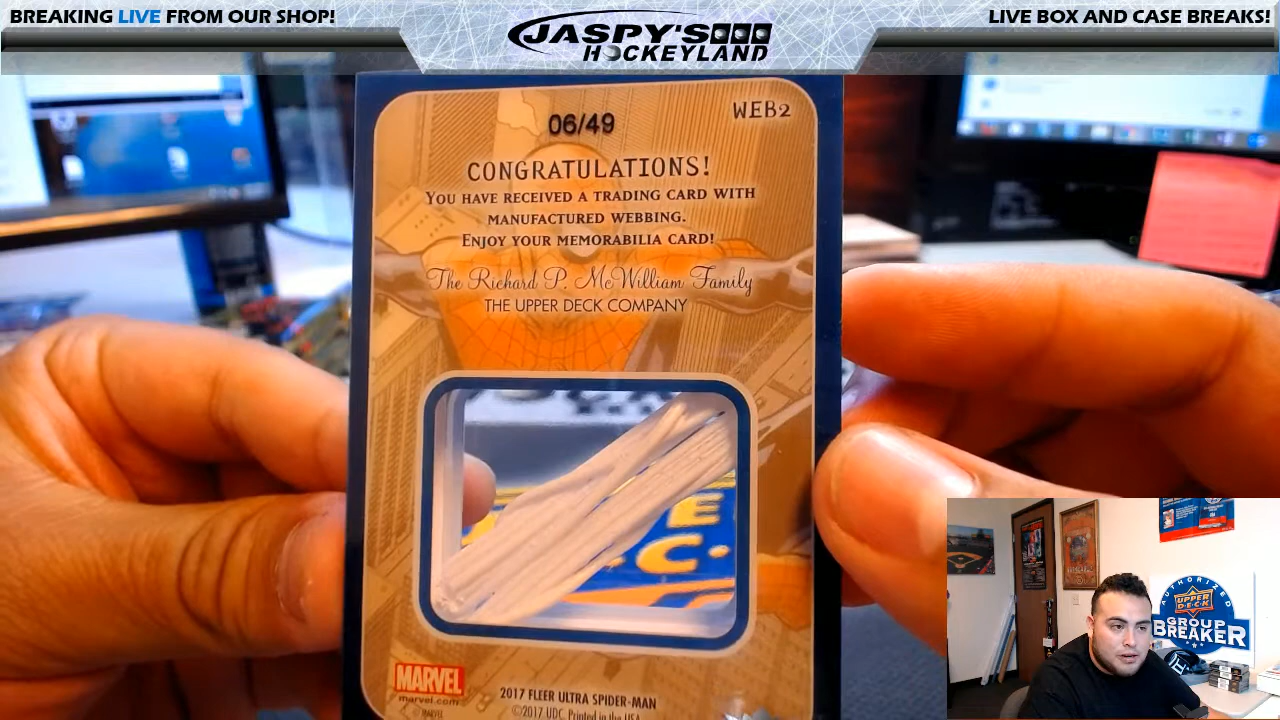 BREAKING LIVE FROM OUR SHOP!
JASPY'S
HOCKEYLAND
LIVE BOX AND CASE BREAKS!
06/49
WEB2
CONGRATULATIONS!
YOU HAVE RECEIVED A TRADING CARD WITH
MANUFACTURED WEBBING.
ENJOY YOUR MEMORABILIA CARD!
The Richard P. McWilliam Family
THE UPPER DECK COMPANY
E
C.
MARVEL
marvel.com
© MARVEL
2017 FLEER ULTRA SPIDER-MAN
©2017 UDC. Printed in the USA
AUTHORIZED
UPPER
DECK
GROUP
BREAKER